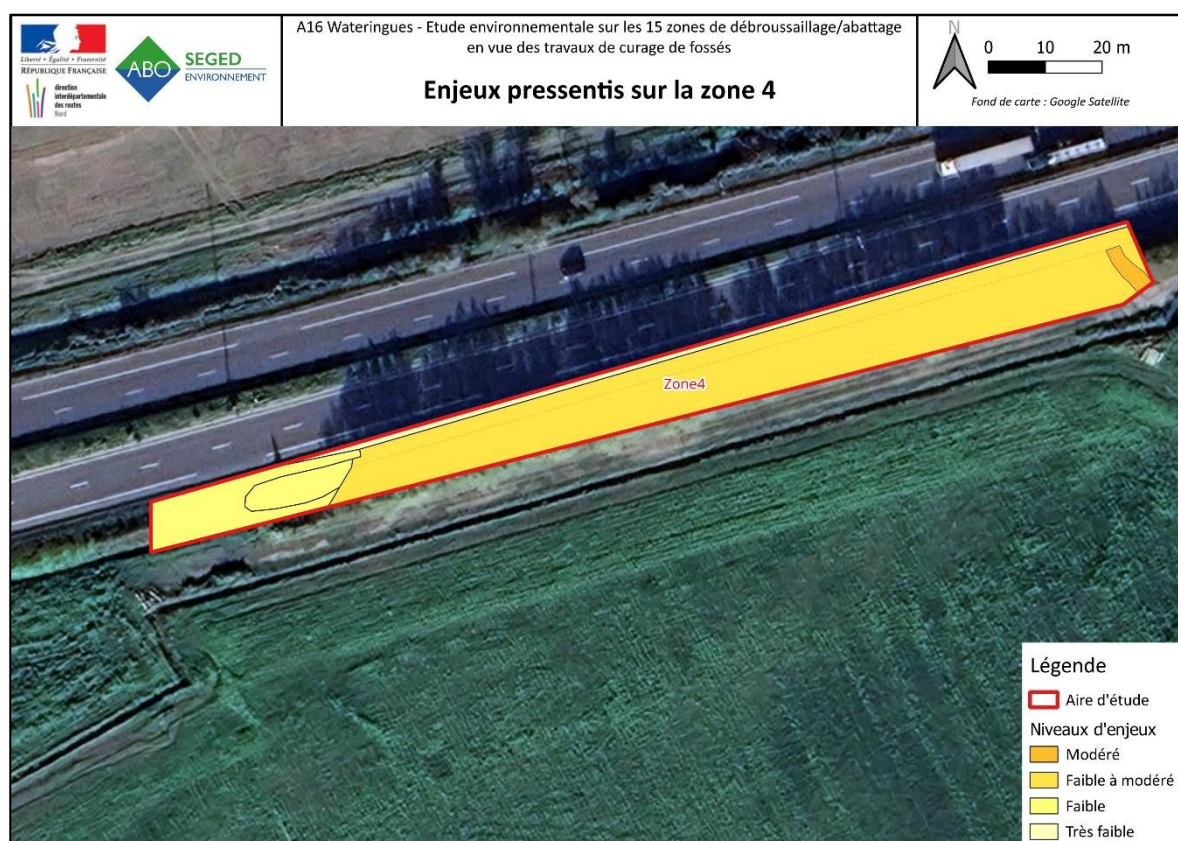 Liberté • Égalité • Fraternité
RÉPUBLIQUE FRANÇAISE
direction
interdépartementale
des routes
Nord
ABO
SEGED
ENVIRONNEMENT
A16 Wateringues - Etude environnementale sur les 15 zones de débroussaillage/abattage
en vue des travaux de curage de fossés
Enjeux pressentis sur la zone 4
N
0 10 20 m
Fond de carte : Google Satellite
Zone4
Légende
Aire d'étude
Niveaux d'enjeux
Modéré
Faible à modéré
Faible
Très faible